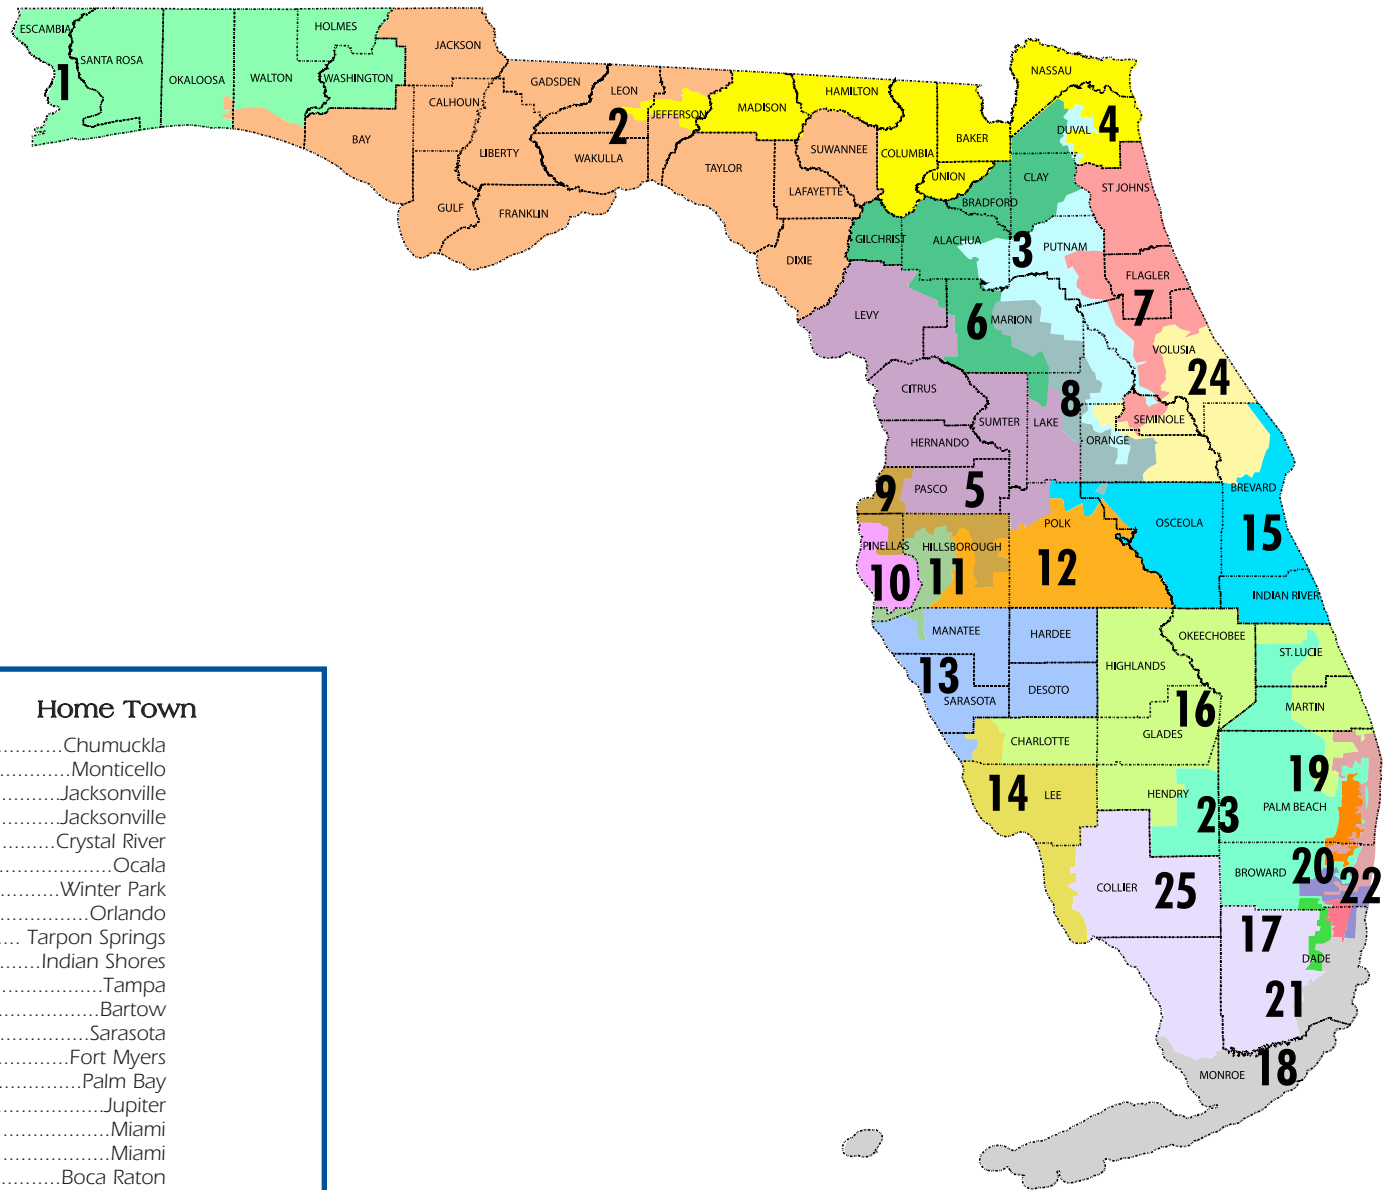 ESCAMBIA
SANTA ROSA
OKALOOSA
WALTON
HOLMES
WASHINGTON
1
JACKSON
CALHOUN
BAY
GULF
GADSDEN
LIBERTY
FRANKLIN
LEON
2
WAKULLA
JEFFERSON
MADISON
TAYLOR
HAMILTON
SUWANNEE
LAFAYETTE
DIXIE
COLUMBIA
BAKER
UNION
BRADFORD
NASSAU
DUVAL
4
CLAY
ST JOHNS
GILCHRIST
ALACHUA
3
PUTNAM
FLAGLER
7
LEVY
6
MARION
VOLUSIA
24
CITRUS
8
SUMTER
LAKE
SEMINOLE
ORANGE
HERNANDO
9
PASCO
5
BREVARD
POLK
OSCEOLA
15
PINELLAS
HILLSBOROUGH
10
11
12
INDIAN RIVER
MANATEE
HARDEE
OKEECHOBEE
HIGHLANDS
ST. LUCIE
13
DESOTO
SARASOTA
16
MARTIN
CHARLOTTE
GLADES
19
14
LEE
HENDRY
23
PALM BEACH
BROWARD
20
22
COLLIER
25
17
DADE
21
MONROE
18
Home Town
............Chumuckla
.............Monticello
............Jacksonville
............Jacksonville
...........Crystal River
.....................Ocala
............Winter Park
.................Orlando
.... Tarpon Springs
........Indian Shores
...................Tampa
...................Bartow
.................Sarasota
.............Fort Myers
...............Palm Bay
....................Jupiter
.....................Miami
.....................Miami
............Boca Raton